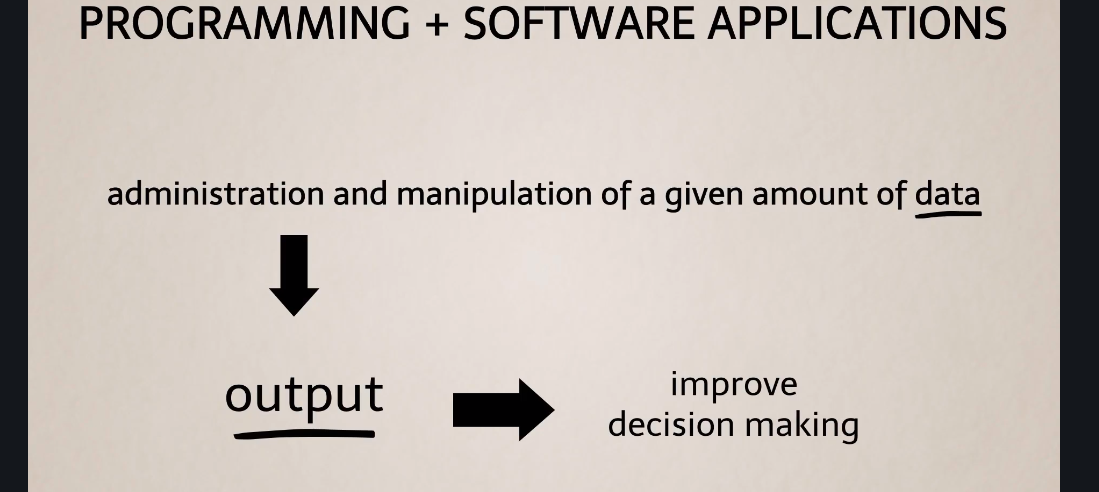 PROGRAMMING + SOFTWARE APPLICATIONS
administration and manipulation of a given amount of data
output
improve
decision making